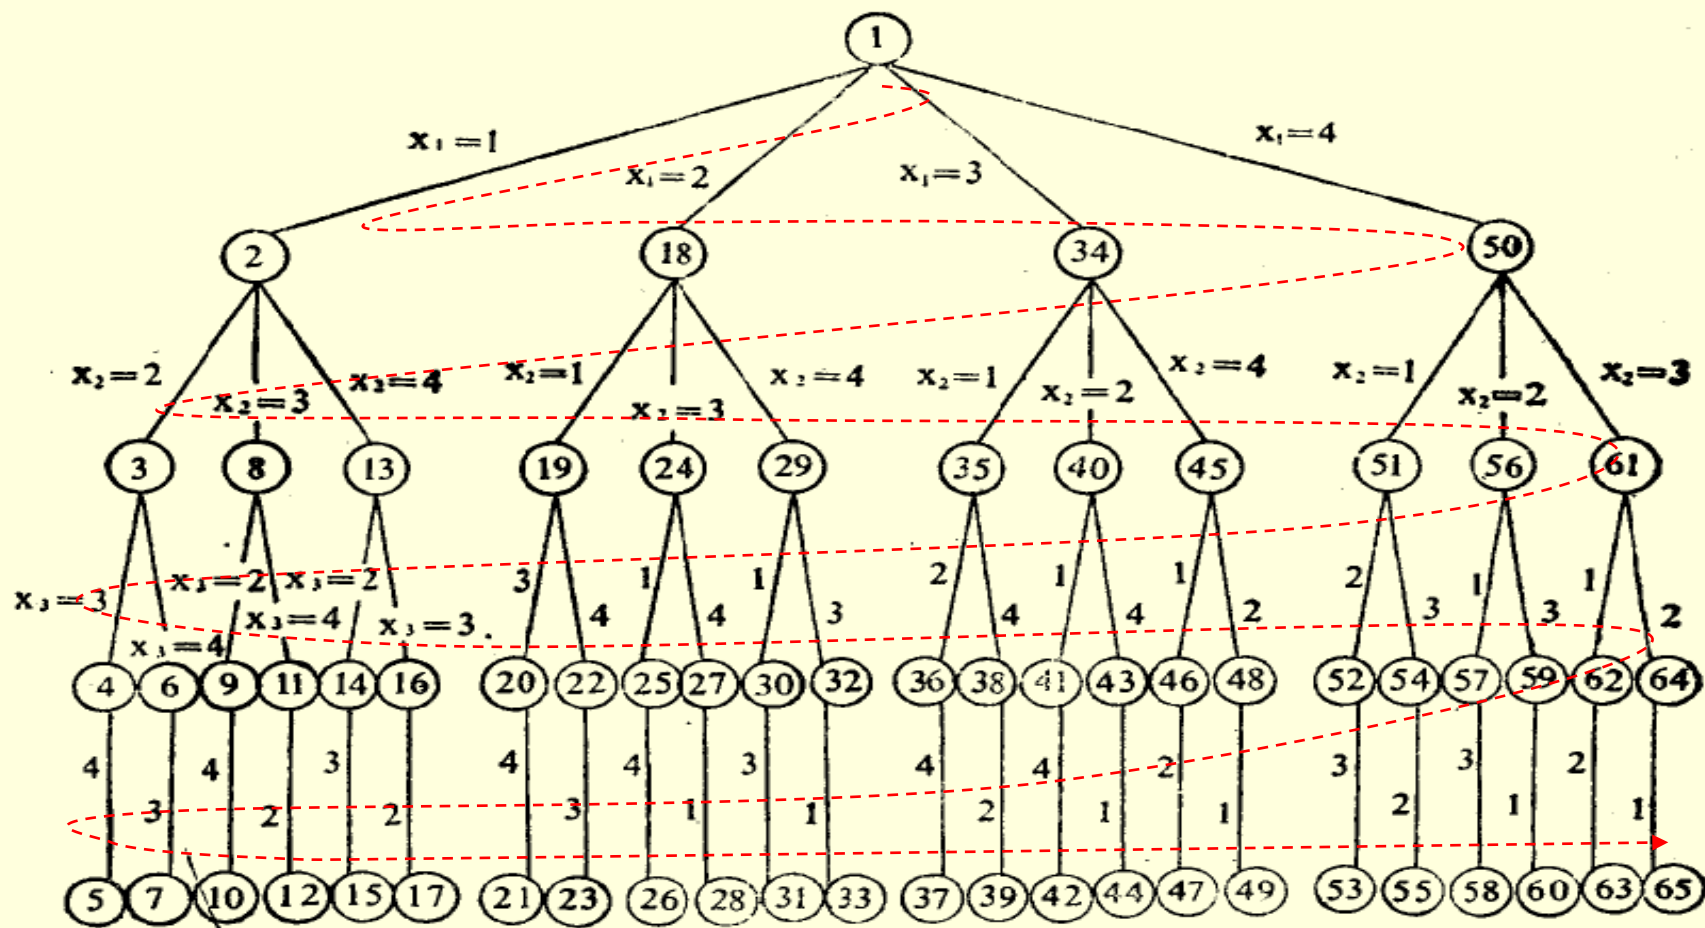 1
x₁=1 x₁=2 x₁=3 x₁=4
2 18 34 50
x₂=2 x₂=3 x₂=4 x₂=1 x₂=3 x₂=4 x₂=1 x₂=2 x₂=4 x₂=1 x₂=2 x₂=3
3 8 13 19 24 29 35 40 45 51 56 61
x₃=3 x₃=4 x₃=2 x₃=4 x₃=2 x₃=3 3 4 1 4 1 3 2 4 1 4 1 2 2 3 1 3 1 2
4 6 9 11 14 16 20 22 25 27 30 32 36 38 41 43 46 48 52 54 57 59 62 64
4 3 4 2 3 2 4 3 4 1 3 1 4 2 4 1 2 1 3 2 3 1 2 1
5 7 10 12 15 17 21 23 26 28 31 33 37 39 42 44 47 49 53 55 58 60 63 65